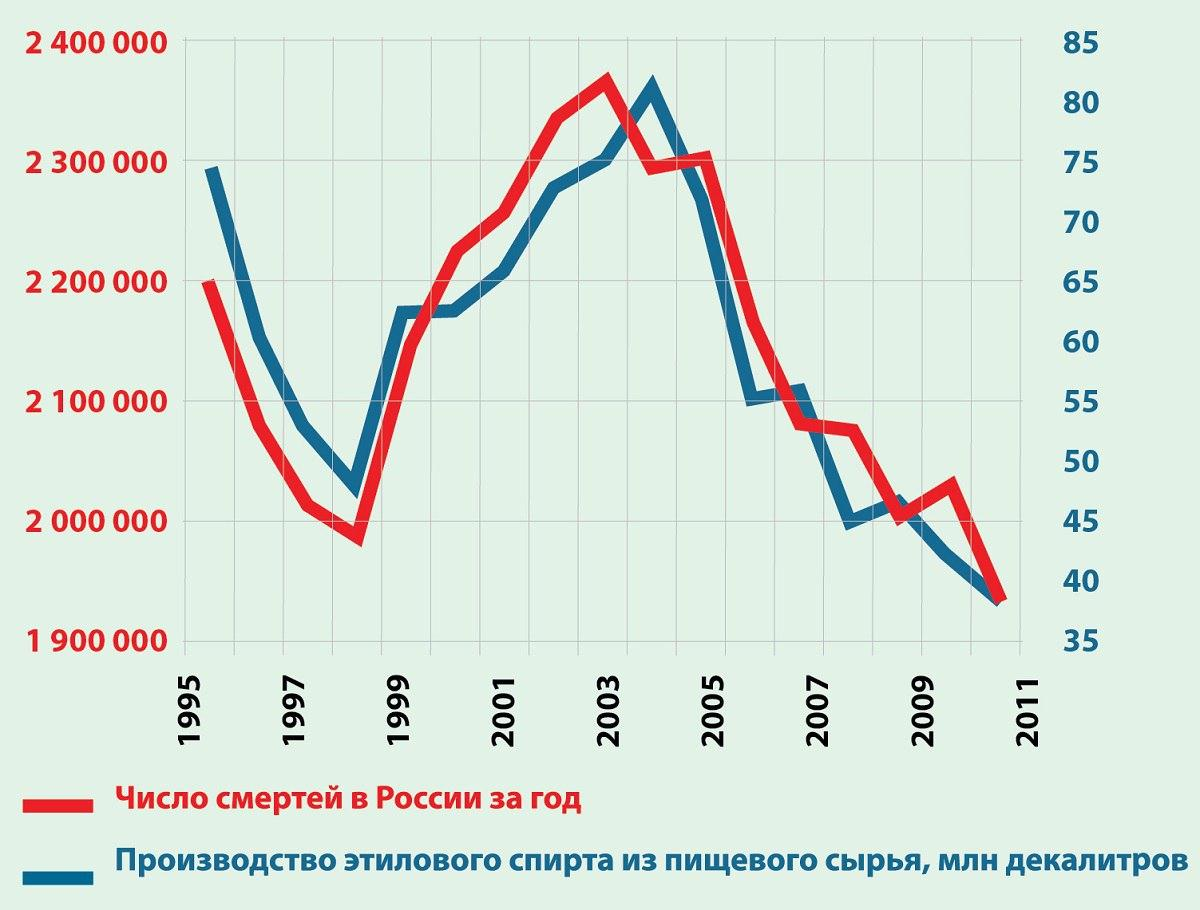 2 400 000
2 300 000
2 200 000
2 100 000
2 000 000
1 900 000
85
80
75
70
65
60
55
50
45
40
35
1995
1997
1999
2001
2003
2005
2007
2009
2011
Число смертей в России за год
Производство этилового спирта из пищевого сырья, млн декалитров